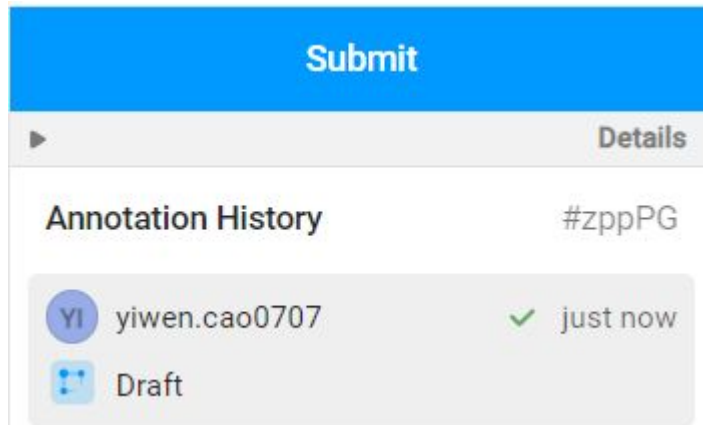 Submit
Details
Annotation History #zppPG
YI yiwen.cao0707 just now
Draft